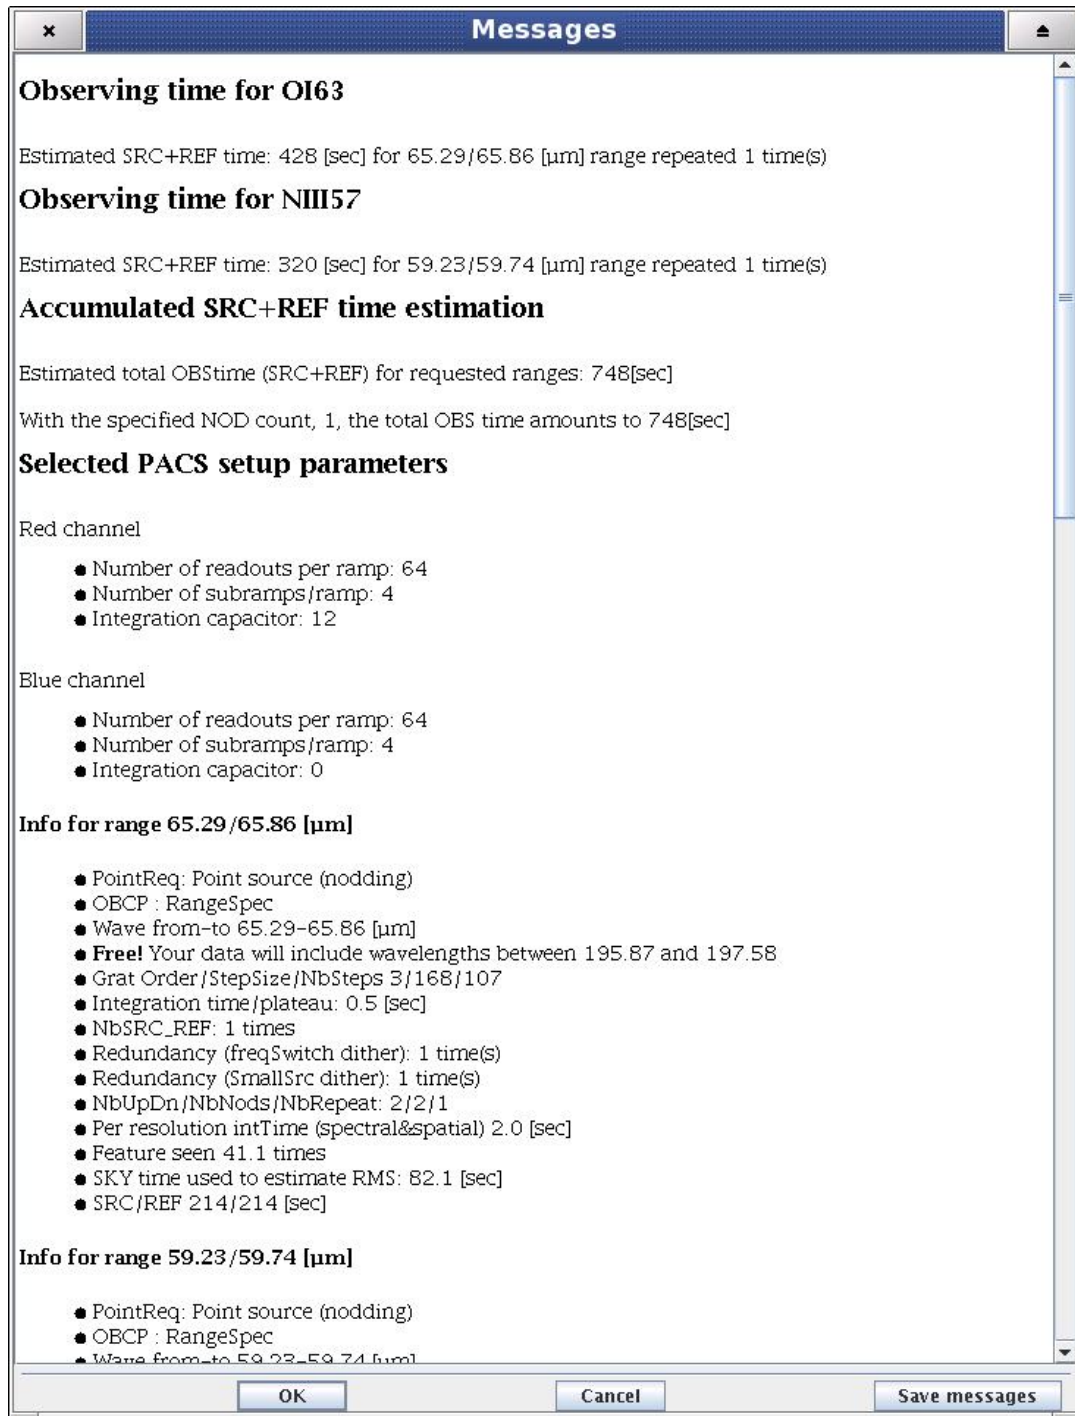 Messages
Observing time for OI63
Estimated SRC+REF time: 428 [sec] for 65.29/65.86 [µm] range repeated 1 time(s)
Observing time for NIII57
Estimated SRC+REF time: 320 [sec] for 59.23/59.74 [µm] range repeated 1 time(s)
Accumulated SRC+REF time estimation
Estimated total OBStime (SRC+REF) for requested ranges: 748[sec]
With the specified NOD count, 1, the total OBS time amounts to 748[sec]
Selected PACS setup parameters
Red channel
● Number of readouts per ramp: 64
● Number of subramps/ramp: 4
● Integration capacitor: 12
Blue channel
● Number of readouts per ramp: 64
● Number of subramps/ramp: 4
● Integration capacitor: 0
Info for range 65.29/65.86 [µm]
● PointReq: Point source (nodding)
● OBCP : RangeSpec
● Wave from-to 65.29-65.86 [µm]
● Free! Your data will include wavelengths between 195.87 and 197.58
● Grat Order/StepSize/NbSteps 3/168/107
● Integration time/plateau: 0.5 [sec]
● NbSRC_REF: 1 times
● Redundancy (freqSwitch dither): 1 time(s)
● Redundancy (SmallSrc dither): 1 time(s)
● NbUpDn/NbNods/NbRepeat: 2/2/1
● Per resolution intTime (spectral&spatial) 2.0 [sec]
● Feature seen 41.1 times
● SKY time used to estimate RMS: 82.1 [sec]
● SRC/REF 214/214 [sec]
Info for range 59.23/59.74 [µm]
● PointReq: Point source (nodding)
● OBCP : RangeSpec
● Wave from-to 59.23-59.74 [µm]
OK Cancel Save messages